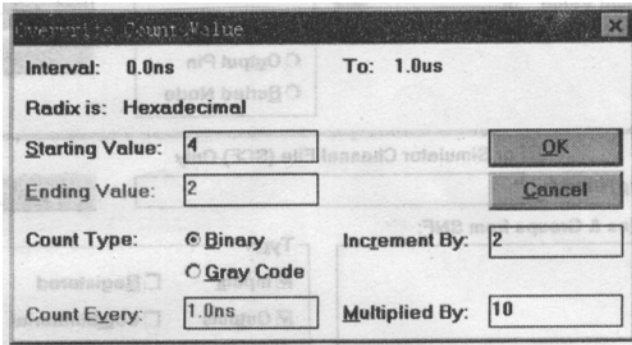 Overwrite Count Value
Interval: 0.0ns To: 1.0us
Radix is: Hexadecimal
Starting Value: 4 OK
Ending Value: 2 Cancel
Count Type: Binary Increment By: 2
Gray Code
Count Every: 1.0ns Multiplied By: 10